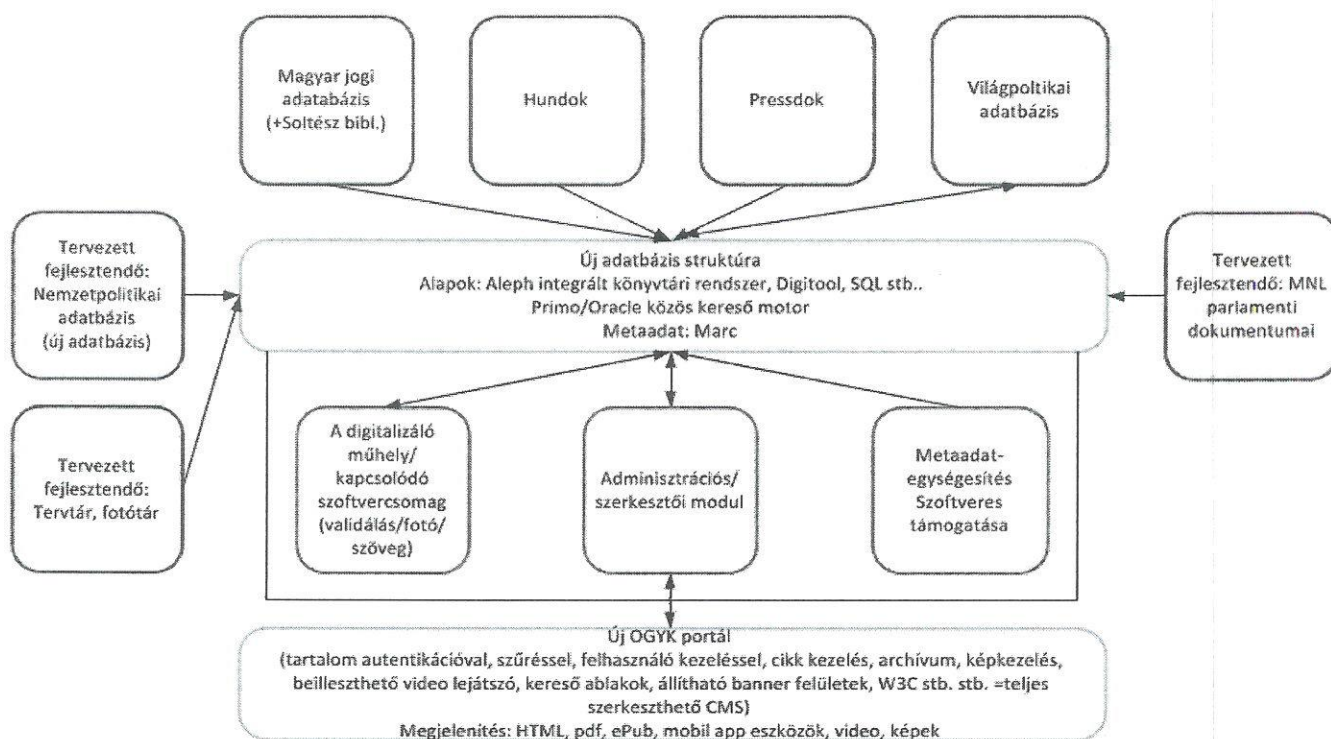 Magyar jogi
adatabázis
(+Soltész bibl.)
Hundok
Pressdok
Világpoltikai
adatbázis
Tervezett
fejlesztendő:
Nemzetpolitikai
adatbázis
(új adatbázis)
Új adatbázis struktúra
Alapok: Aleph integrált könyvtári rendszer, Digitool, SQL stb..
Primo/Oracle közös kereső motor
Metaadat: Marc
Tervezett
fejlesztendő: MNL
parlamenti
dokumentumai
Tervezett
fejlesztendő:
Tervtár, fotótár
A digitalizáló
műhely/
kapcsolódó
szoftvercsomag
(validálás/fotó/
szöveg)
Adminisztrációs/
szerkesztői modul
Metaadat-
egységesítés
Szoftveres
támogatása
Új OGYK portál
(tartalom autentikációval, szűréssel, felhasználó kezeléssel, cikk kezelés, archívum, képkezelés,
beilleszthető video lejátszó, kereső ablakok, állítható banner felületek, W3C stb. stb. =teljes
szerkeszthető CMS)
Megjelenítés: HTML, pdf, ePub, mobil app eszközök, video, képek